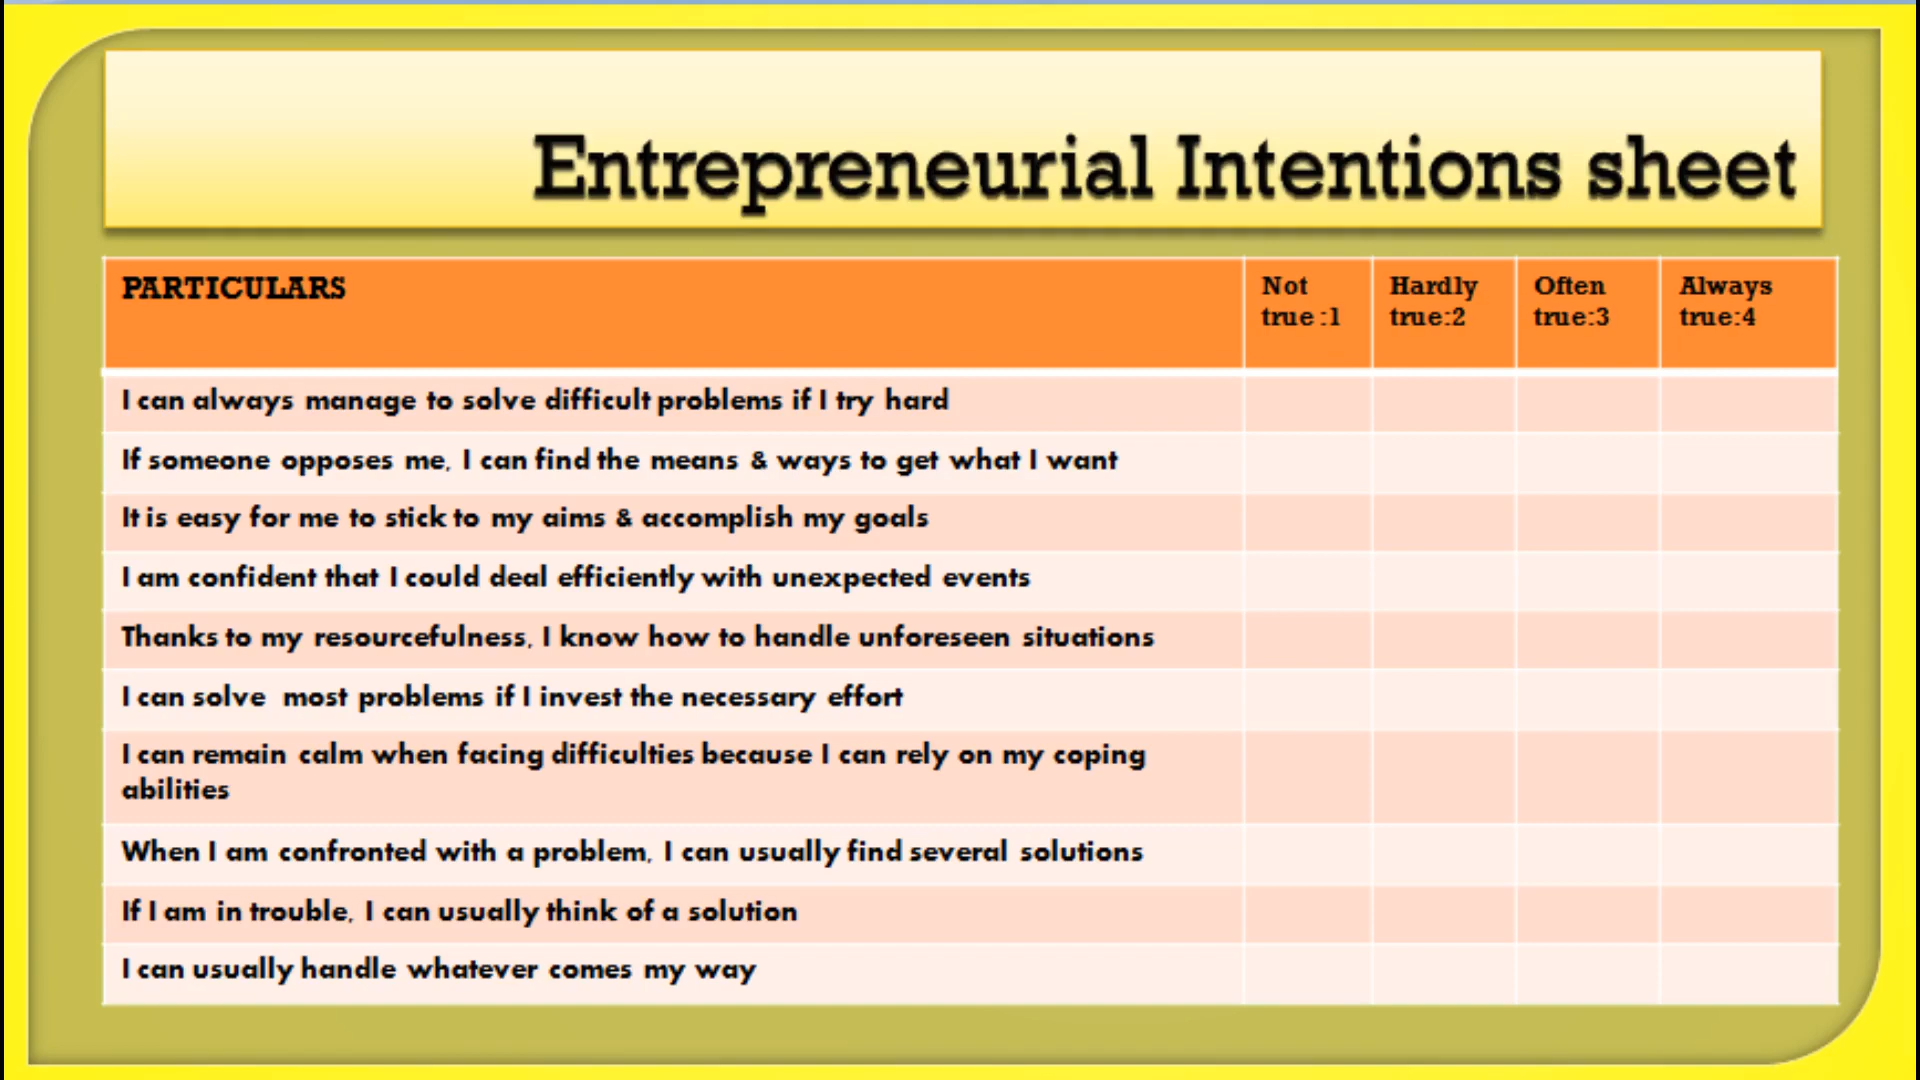 Entrepreneurial Intentions sheet
PARTICULARS
Not
true :1
Hardly
true:2
Often
true:3
Always
true:4
I can always manage to solve difficult problems if I try hard
If someone opposes me, I can find the means & ways to get what I want
It is easy for me to stick to my aims & accomplish my goals
I am confident that I could deal efficiently with unexpected events
Thanks to my resourcefulness, I know how to handle unforeseen situations
I can solve  most problems if I invest the necessary effort
I can remain calm when facing difficulties because I can rely on my coping
abilities
When I am confronted with a problem, I can usually find several solutions
If I am in trouble, I can usually think of a solution
I can usually handle whatever comes my way